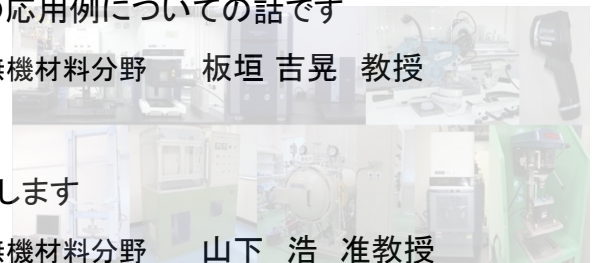 の応用例についての話です
機材料分野 板垣 吉晃 教授
します
機材料分野 山下 浩 准教授